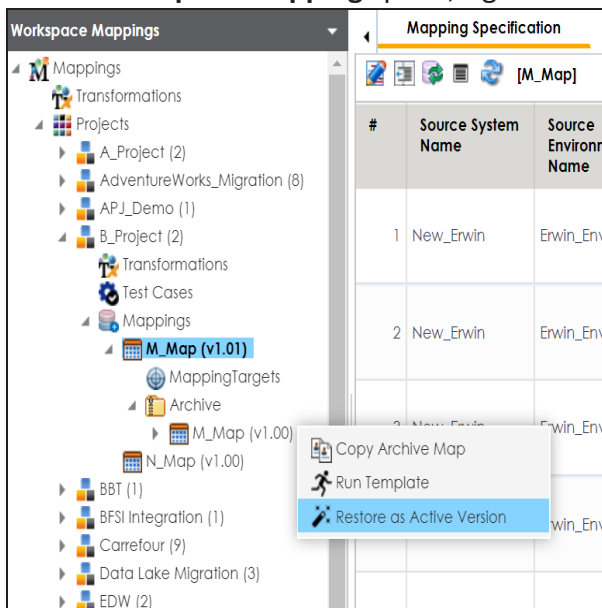 Workspace Mappings
Mappings
Transformations
Projects
A_Project (2)
AdventureWorks_Migration (8)
APJ_Demo (1)
B_Project (2)
Transformations
Test Cases
Mappings
M_Map (v1.01)
MappingTargets
Archive
M_Map (v1.00)
N_Map (v1.00)
BBT (1)
BFSI Integration (1)
Carrefour (9)
Data Lake Migration (3)
EDW (2)
Copy Archive Map
Run Template
Restore as Active Version
Mapping Specification
[M_Map]
# Source System Name Source Environm Name
1 New_Erwin Erwin_Env
2 New_Erwin Erwin_Env
rwin_Env
win_Env